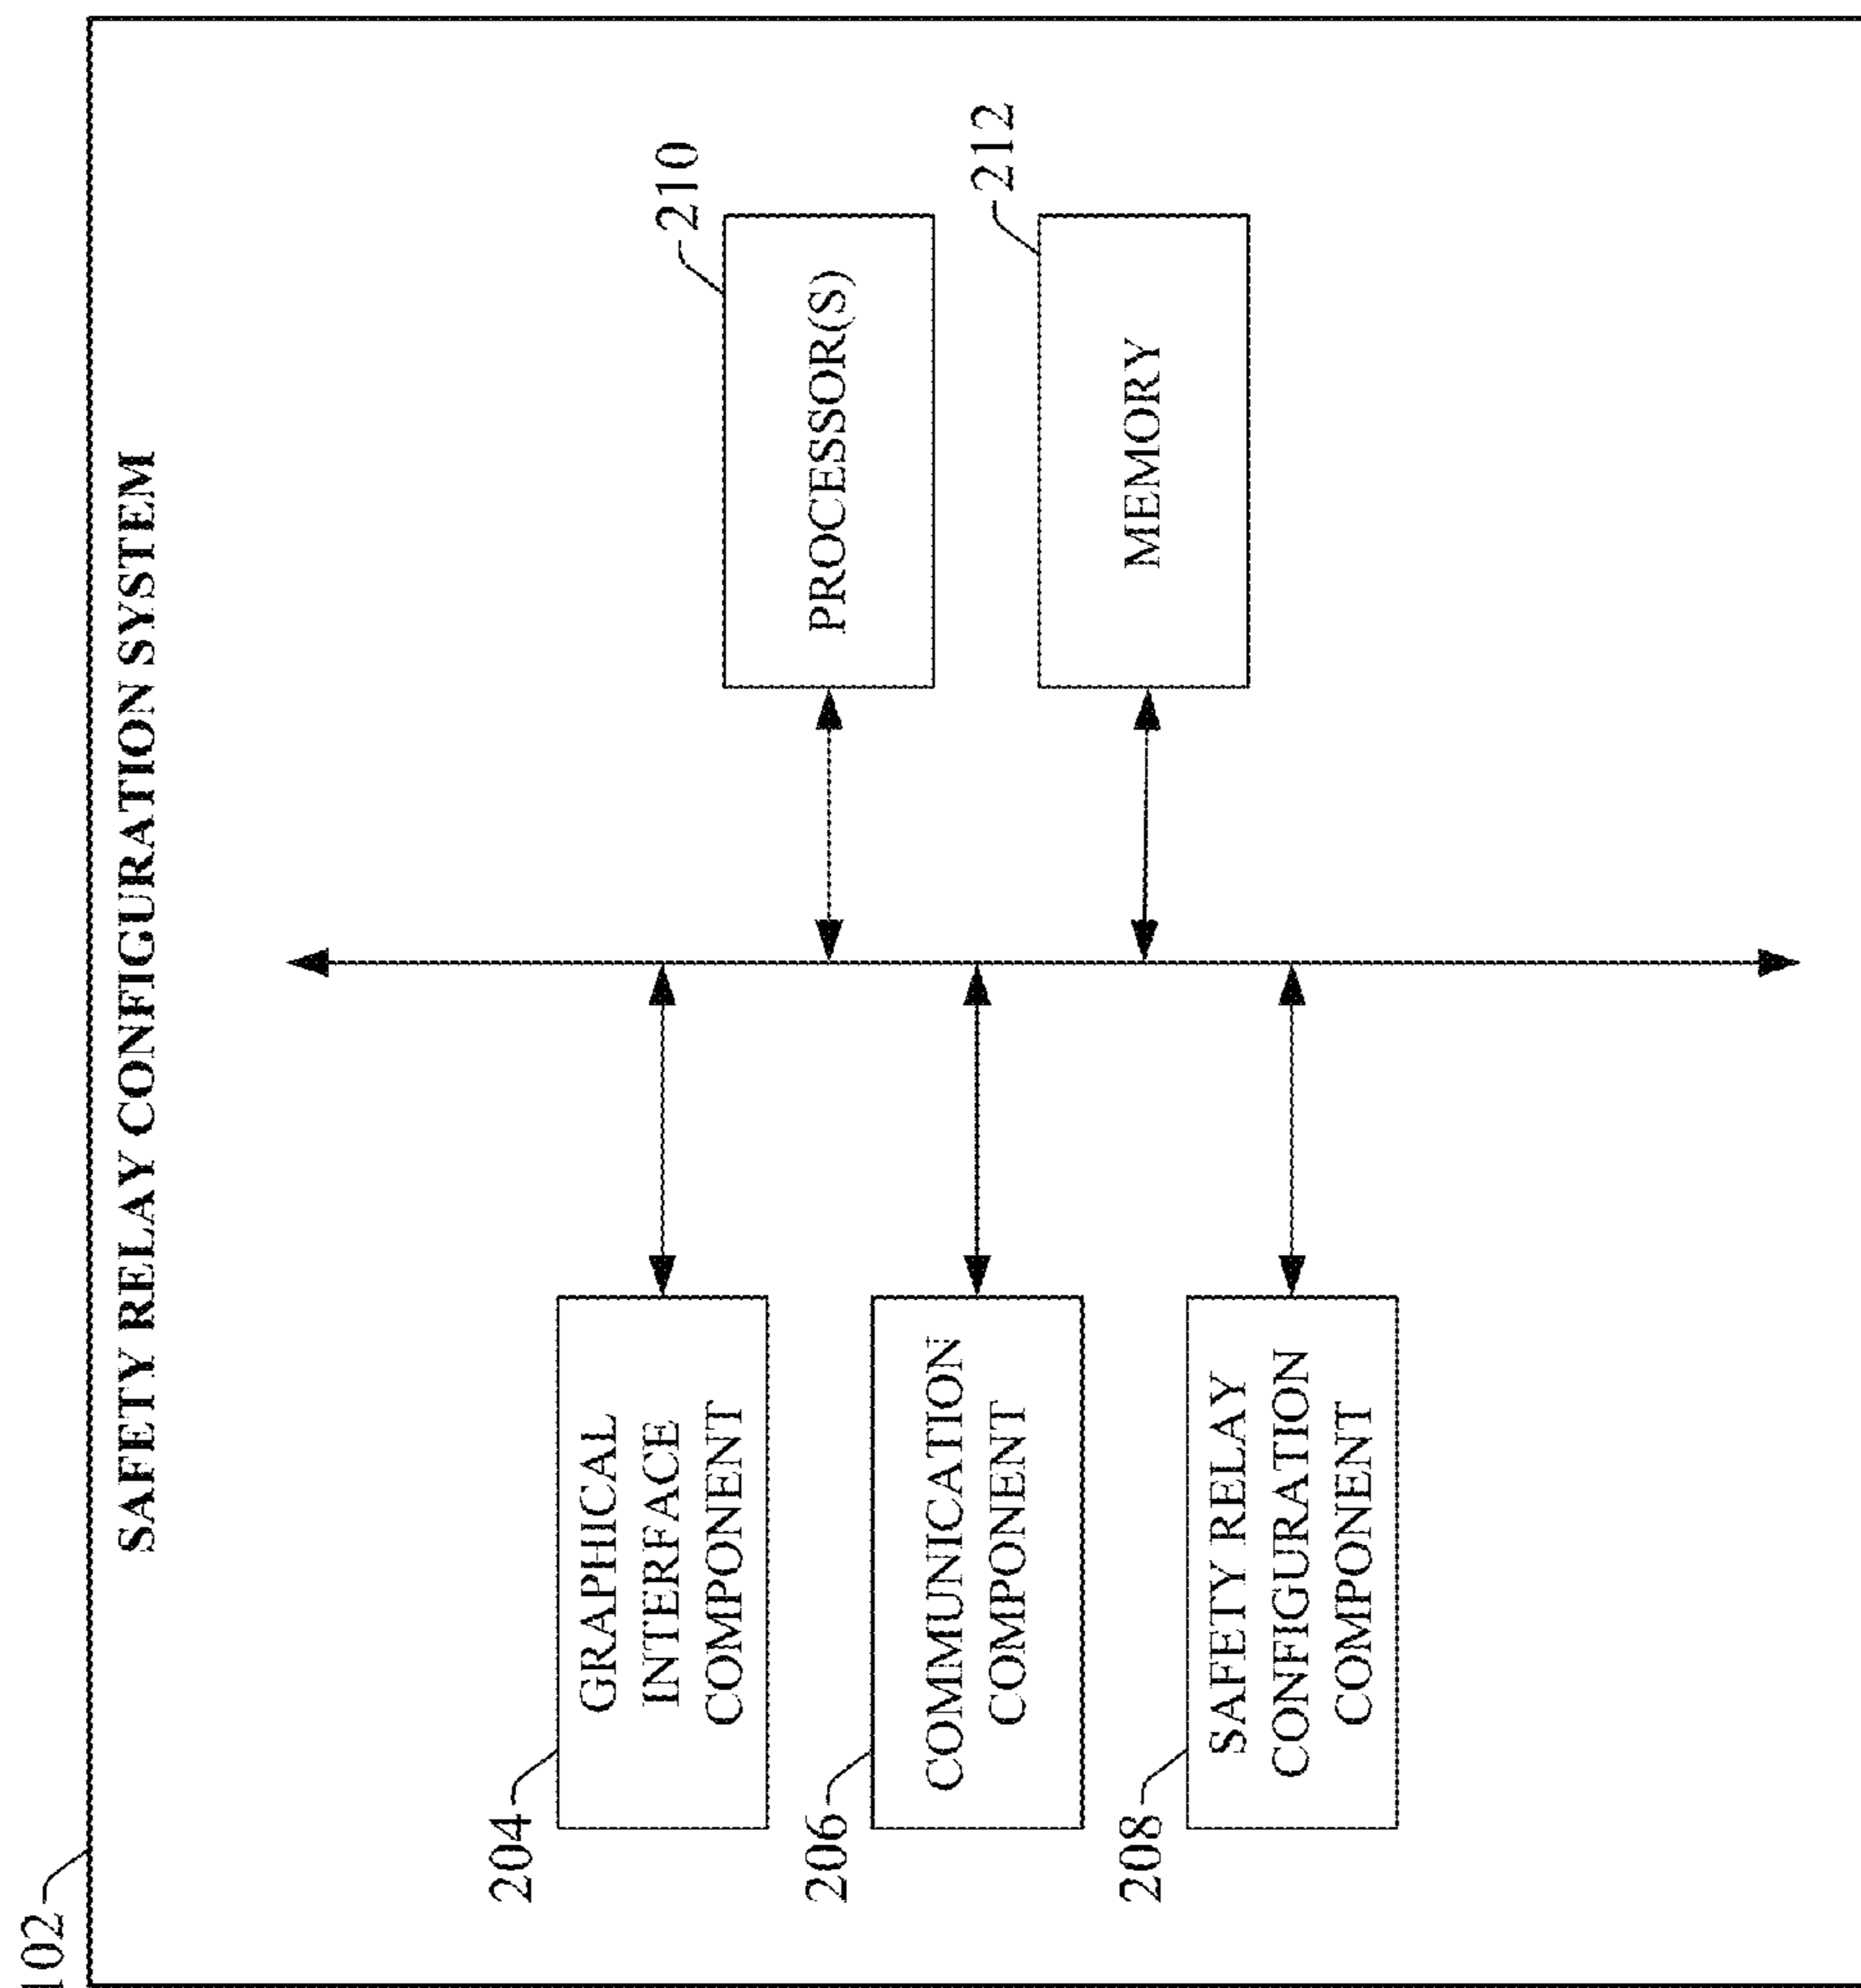 102
SAFETY RELAY CONFIGURATION SYSTEM
204
GRAPHICAL
INTERFACE
COMPONENT
210
PROCESSOR(S)
206
COMMUNICATION
COMPONENT
212
MEMORY
208
SAFETY RELAY
CONFIGURATION
COMPONENT